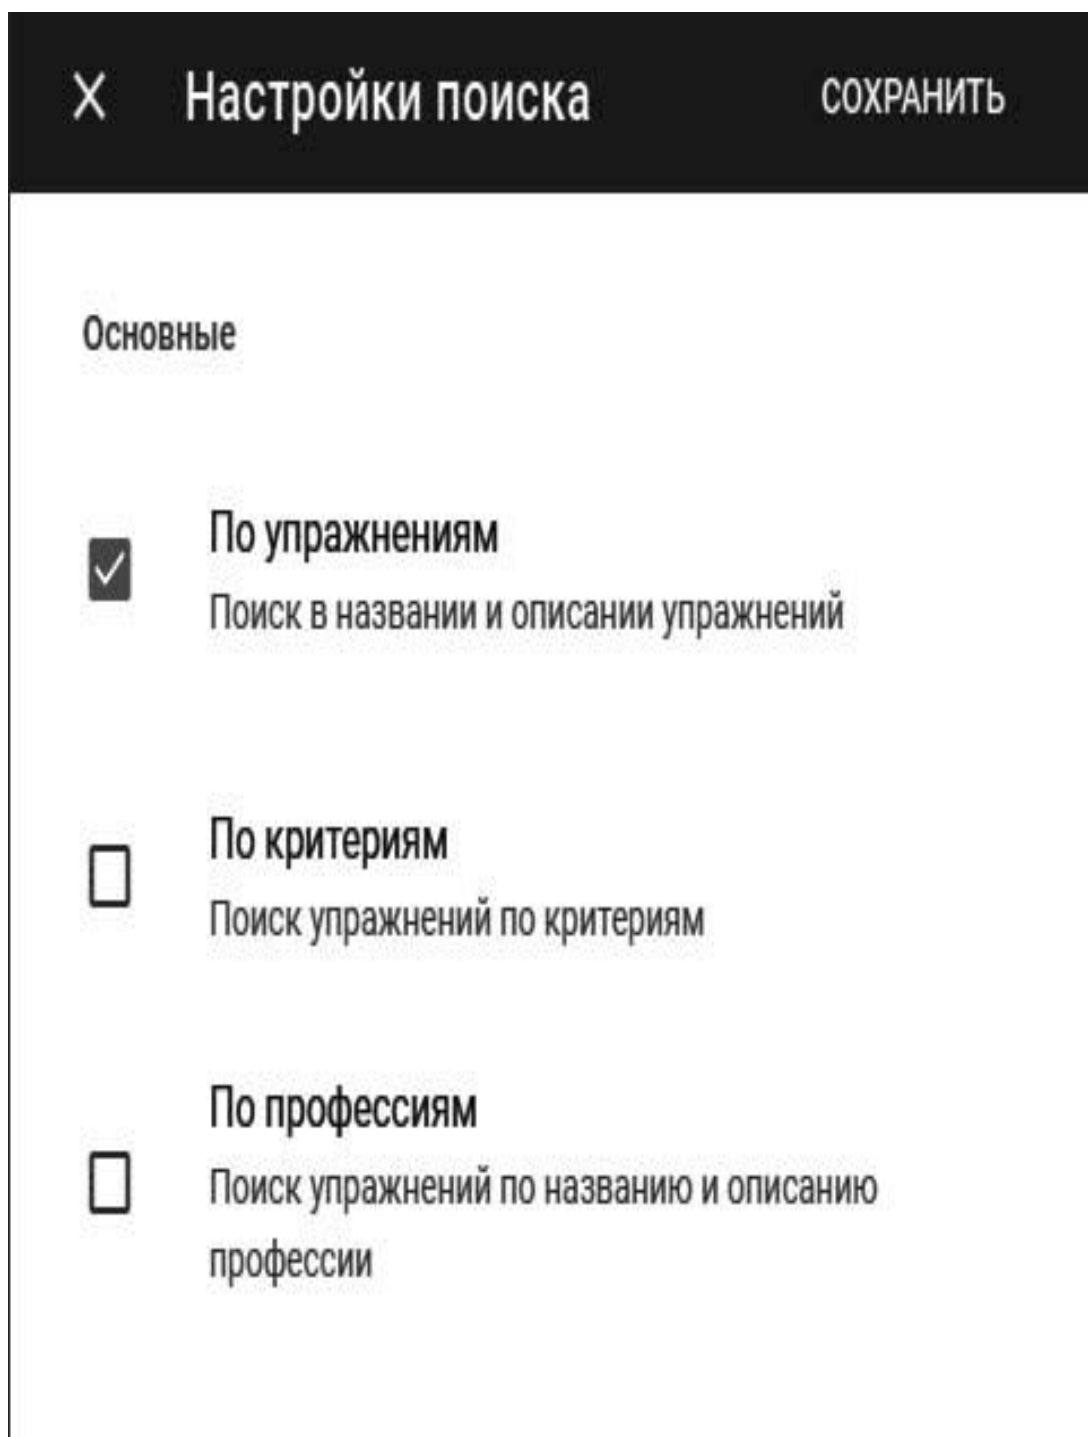 Настройки поиска СОХРАНИТЬ
Основные
По упражнениям
Поиск в названии и описании упражнений
По критериям
Поиск упражнений по критериям
По профессиям
Поиск упражнений по названию и описанию
профессии